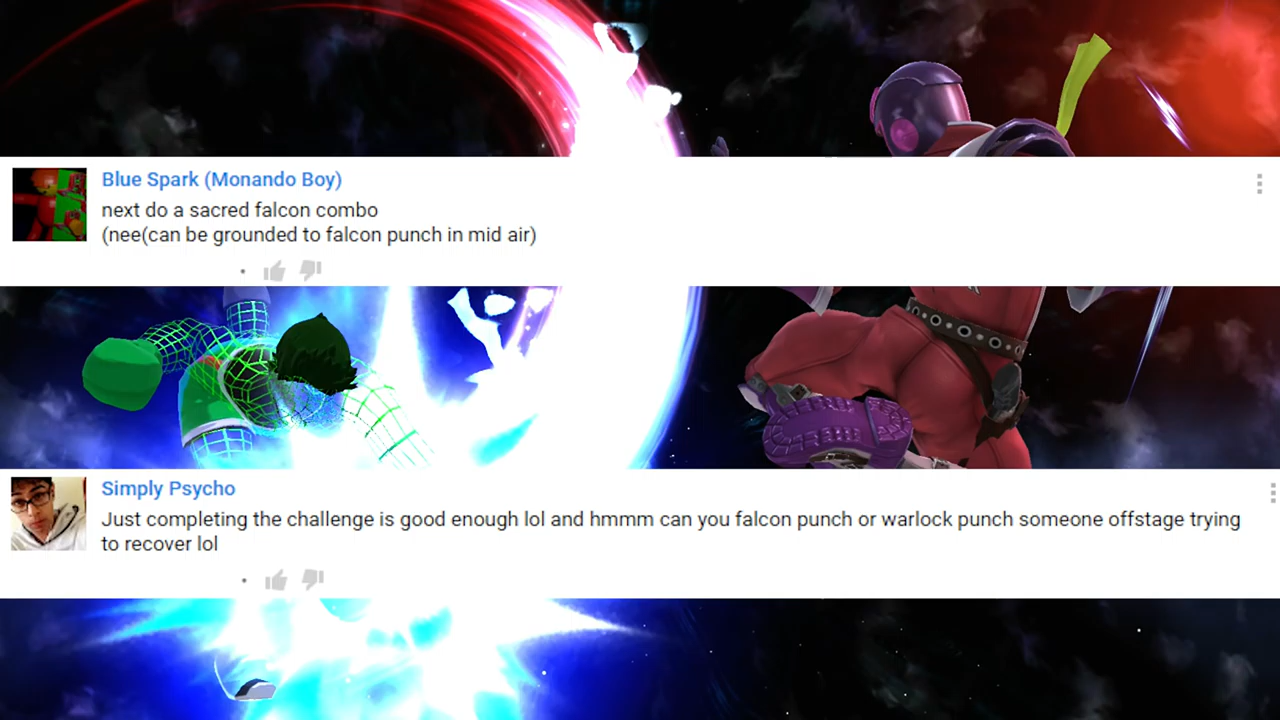 Blue Spark (Monando Boy)
next do a sacred falcon combo
(nee(can be grounded to falcon punch in mid air)
Simply Psycho
Just completing the challenge is good enough lol and hmmm can you falcon punch or warlock punch someone offstage trying
to recover lol